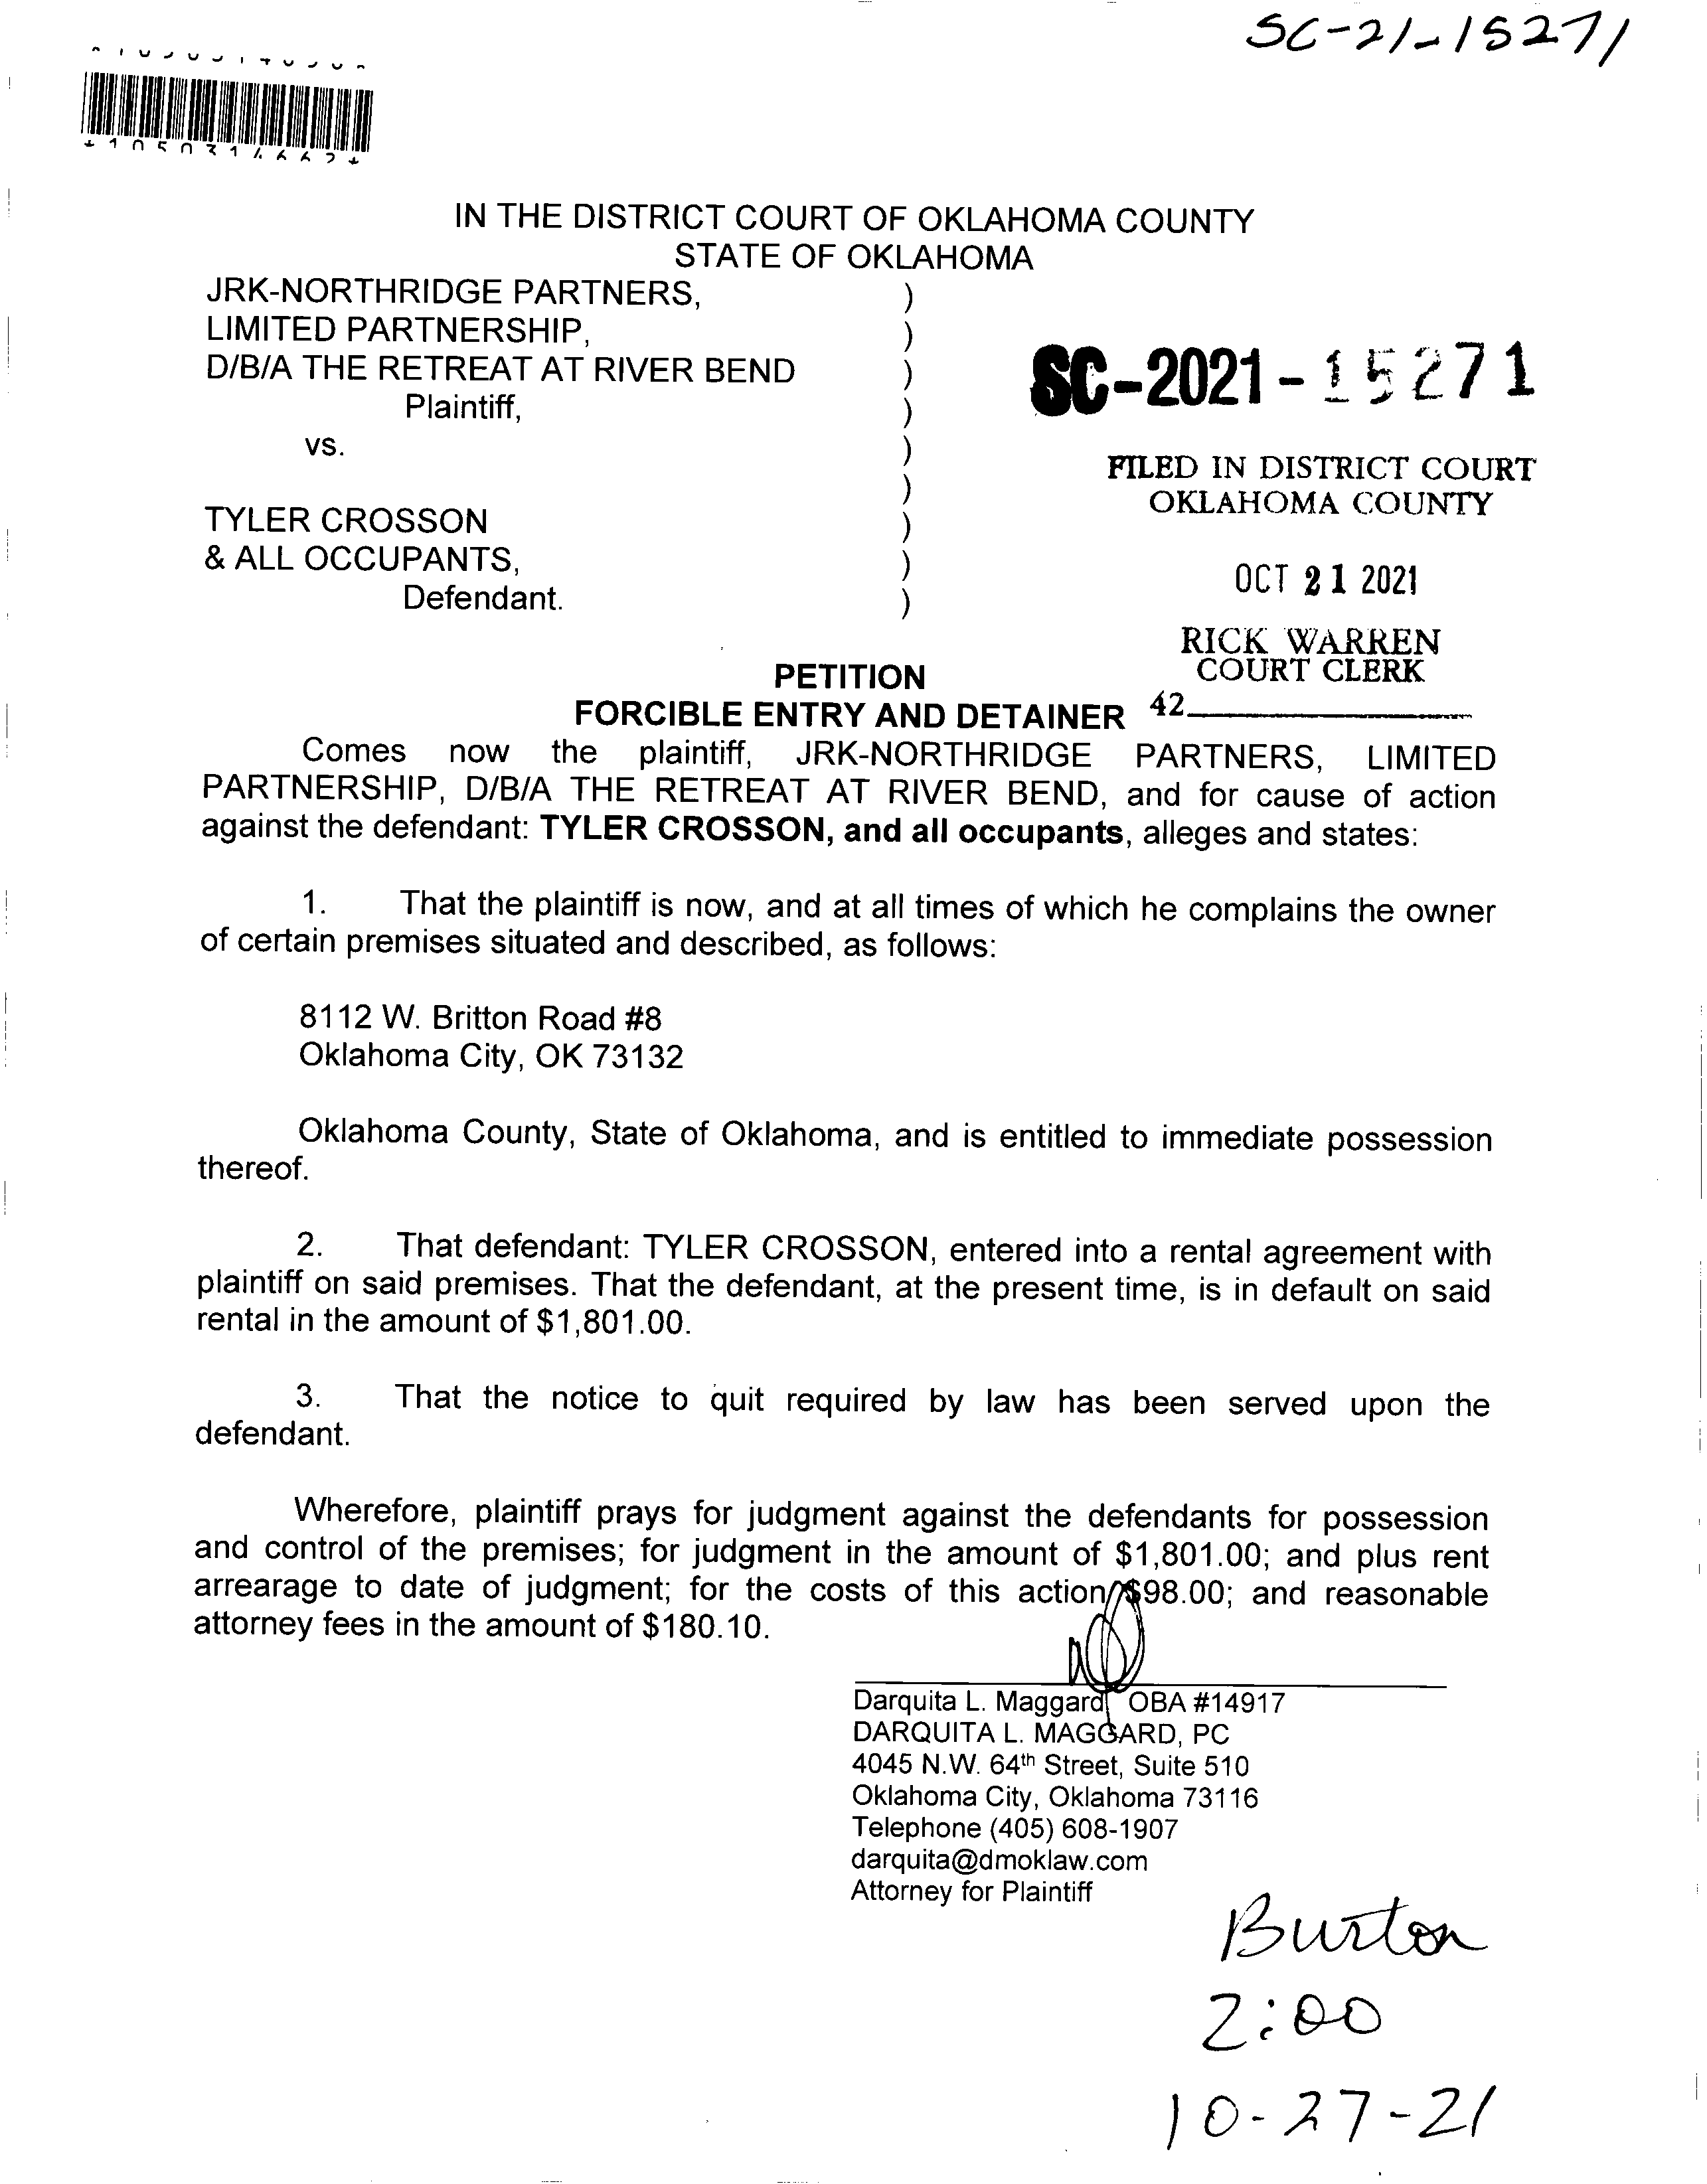 SC-21-15271
*1050314662*
IN THE DISTRICT COURT OF OKLAHOMA COUNTY
STATE OF OKLAHOMA
JRK-NORTHRIDGE PARTNERS, )
LIMITED PARTNERSHIP, )
D/B/A THE RETREAT AT RIVER BEND )
Plaintiff, )
vs. )
)
TYLER CROSSON )
& ALL OCCUPANTS, )
Defendant. )
SC-2021-15271
FILED IN DISTRICT COURT
OKLAHOMA COUNTY
OCT 21 2021
RICK WARREN
COURT CLERK
42
PETITION
FORCIBLE ENTRY AND DETAINER
Comes now the plaintiff, JRK-NORTHRIDGE PARTNERS, LIMITED
PARTNERSHIP, D/B/A THE RETREAT AT RIVER BEND, and for cause of action
against the defendant: TYLER CROSSON, and all occupants, alleges and states:
1. That the plaintiff is now, and at all times of which he complains the owner
of certain premises situated and described, as follows:
8112 W. Britton Road #8
Oklahoma City, OK 73132
Oklahoma County, State of Oklahoma, and is entitled to immediate possession
thereof.
2. That defendant: TYLER CROSSON, entered into a rental agreement with
plaintiff on said premises. That the defendant, at the present time, is in default on said
rental in the amount of $1,801.00.
3. That the notice to quit required by law has been served upon the
defendant.
Wherefore, plaintiff prays for judgment against the defendants for possession
and control of the premises; for judgment in the amount of $1,801.00; and plus rent
arrearage to date of judgment; for the costs of this action $98.00; and reasonable
attorney fees in the amount of $180.10.
Darquita L. Maggard OBA #14917
DARQUITA L. MAGGARD, PC
4045 N.W. 64th Street, Suite 510
Oklahoma City, Oklahoma 73116
Telephone (405) 608-1907
darquita@dmoklaw.com
Attorney for Plaintiff
Burton
2:00
10-27-21